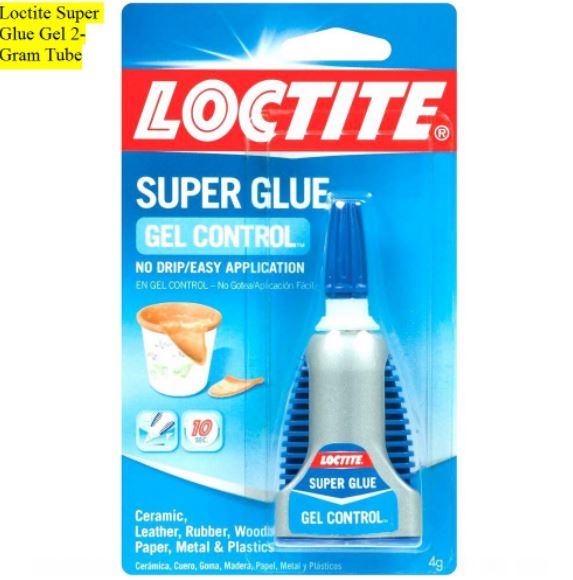 Loctite Super
Glue Gel 2-
Gram Tube
LOCTITE®
SUPER GLUE
GEL CONTROL™
NO DRIP/EASY APPLICATION
EN GEL CONTROL – No Gotea/Aplicación Fácil
10
SEC.
LOCTITE
SUPER GLUE
GEL CONTROL™
Ceramic,
Leather, Rubber, Wood,
Paper, Metal & Plastics
Cerámica, Cuero, Goma, Madera, Papel, Metal y Plásticos
4g